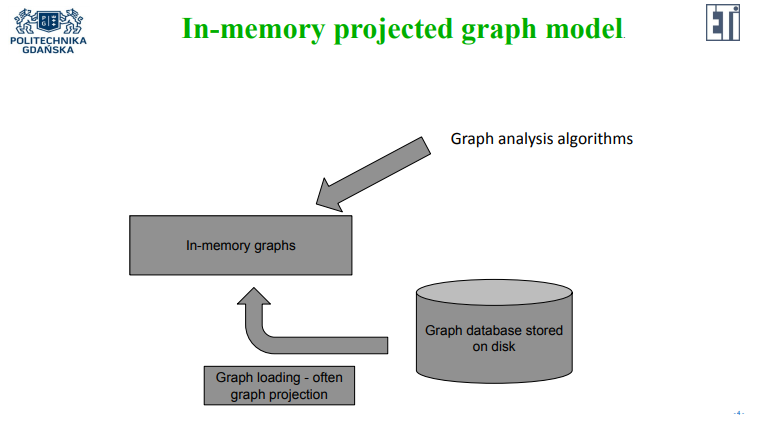 POLITECHNIKA
GDAŃSKA
In-memory projected graph model.
ETI
Graph analysis algorithms
In-memory graphs
Graph database stored
on disk
Graph loading - often
graph projection
- 4 -